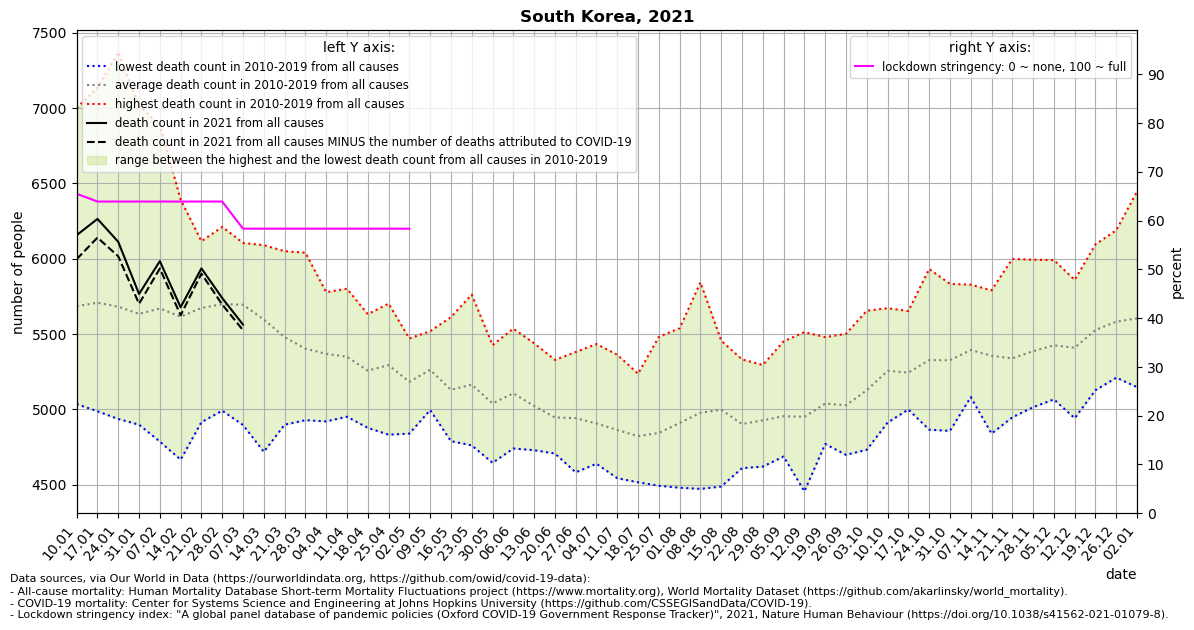 South Korea, 2021
left Y axis:
lowest death count in 2010-2019 from all causes
average death count in 2010-2019 from all causes
highest death count in 2010-2019 from all causes
death count in 2021 from all causes
death count in 2021 from all causes MINUS the number of deaths attributed to COVID-19
range between the highest and the lowest death count from all causes in 2010-2019
right Y axis:
lockdown stringency: 0 ~ none, 100 ~ full
number of people
7500
7000
6500
6000
5500
5000
4500
percent
90
80
70
60
50
40
30
20
10
0
10.01 17.01 24.01 31.01 07.02 14.02 21.02 28.02 07.03 14.03 21.03 28.03 04.04 11.04 18.04 25.04 02.05 09.05 16.05 23.05 30.05 06.06 13.06 20.06 27.06 04.07 11.07 18.07 25.07 01.08 08.08 15.08 22.08 29.08 05.09 12.09 19.09 26.09 03.10 10.10 17.10 24.10 31.10 07.11 14.11 21.11 28.11 05.12 12.12 19.12 26.12 02.01
date
Data sources, via Our World in Data (https://ourworldindata.org, https://github.com/owid/covid-19-data):
- All-cause mortality: Human Mortality Database Short-term Mortality Fluctuations project (https://www.mortality.org), World Mortality Dataset (https://github.com/akarlinsky/world_mortality).
- COVID-19 mortality: Center for Systems Science and Engineering at Johns Hopkins University (https://github.com/CSSEGISandData/COVID-19).
- Lockdown stringency index: "A global panel database of pandemic policies (Oxford COVID-19 Government Response Tracker)", 2021, Nature Human Behaviour (https://doi.org/10.1038/s41562-021-01079-8).